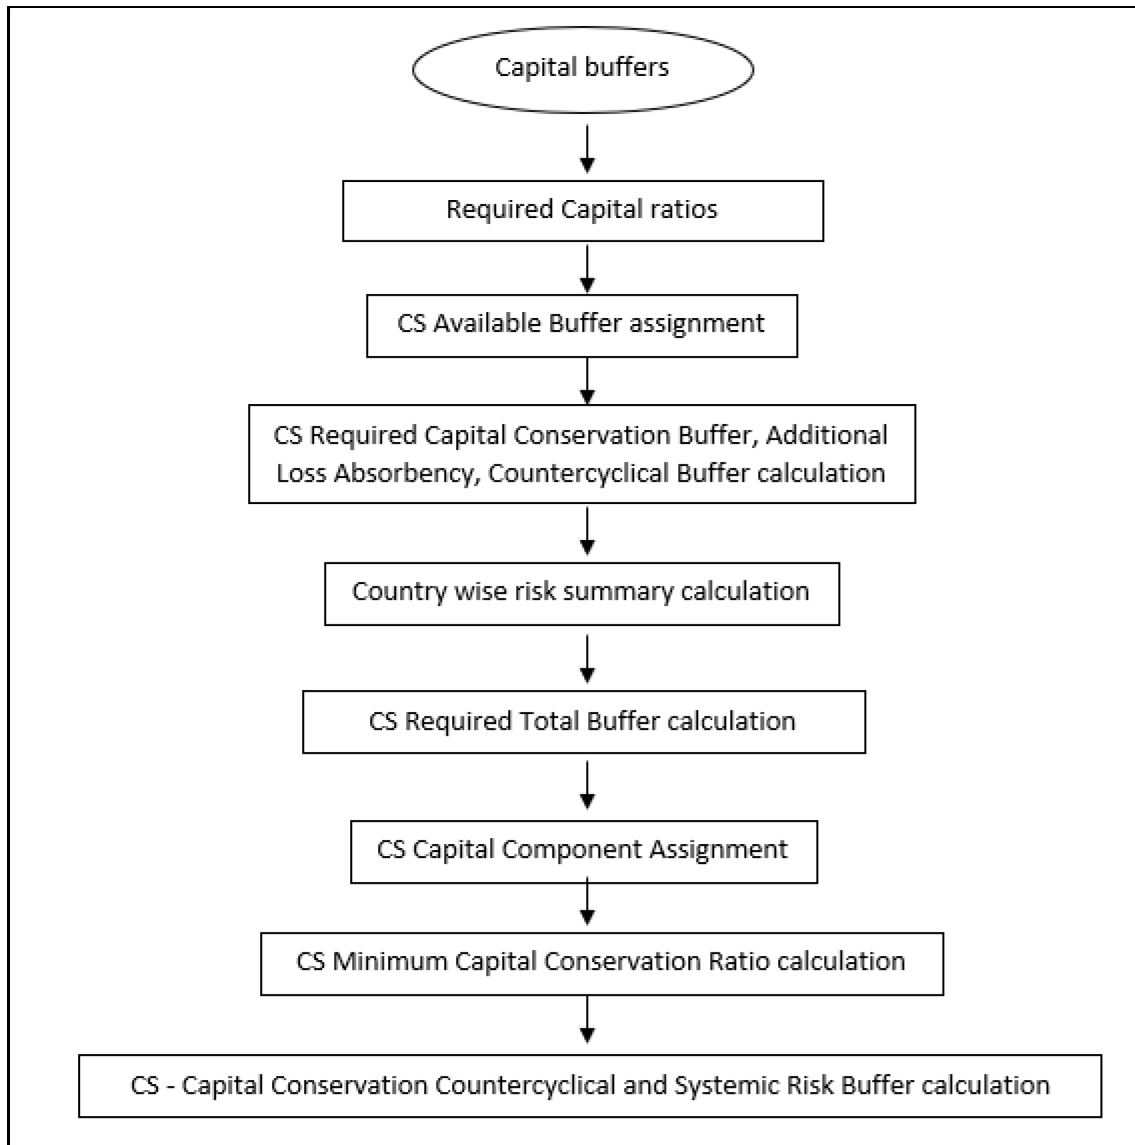 Capital buffers
Required Capital ratios
CS Available Buffer assignment
CS Required Capital Conservation Buffer, Additional
Loss Absorbency, Countercyclical Buffer calculation
Country wise risk summary calculation
CS Required Total Buffer calculation
CS Capital Component Assignment
CS Minimum Capital Conservation Ratio calculation
CS - Capital Conservation Countercyclical and Systemic Risk Buffer calculation